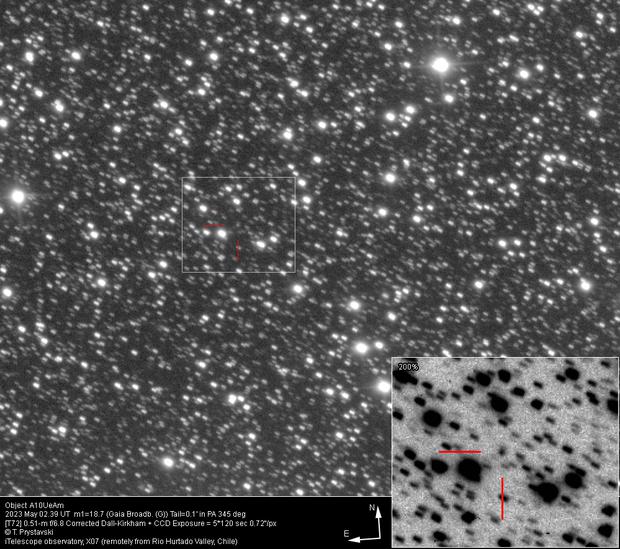 200%
Object A10UeAm
2023 May 02.39 UT m1=18.7 (Gaia Broadb. (G)) Tail=0.1' in PA 345 deg
[T72] 0.51-m f/6.8 Corrected Dall-Kirkham + CCD Exposure = 5*120 sec 0.72"/px
© T. Prystavski
iTelescope observatory, X07 (remotely from Rio Hurtado Valley, Chile)
N
E